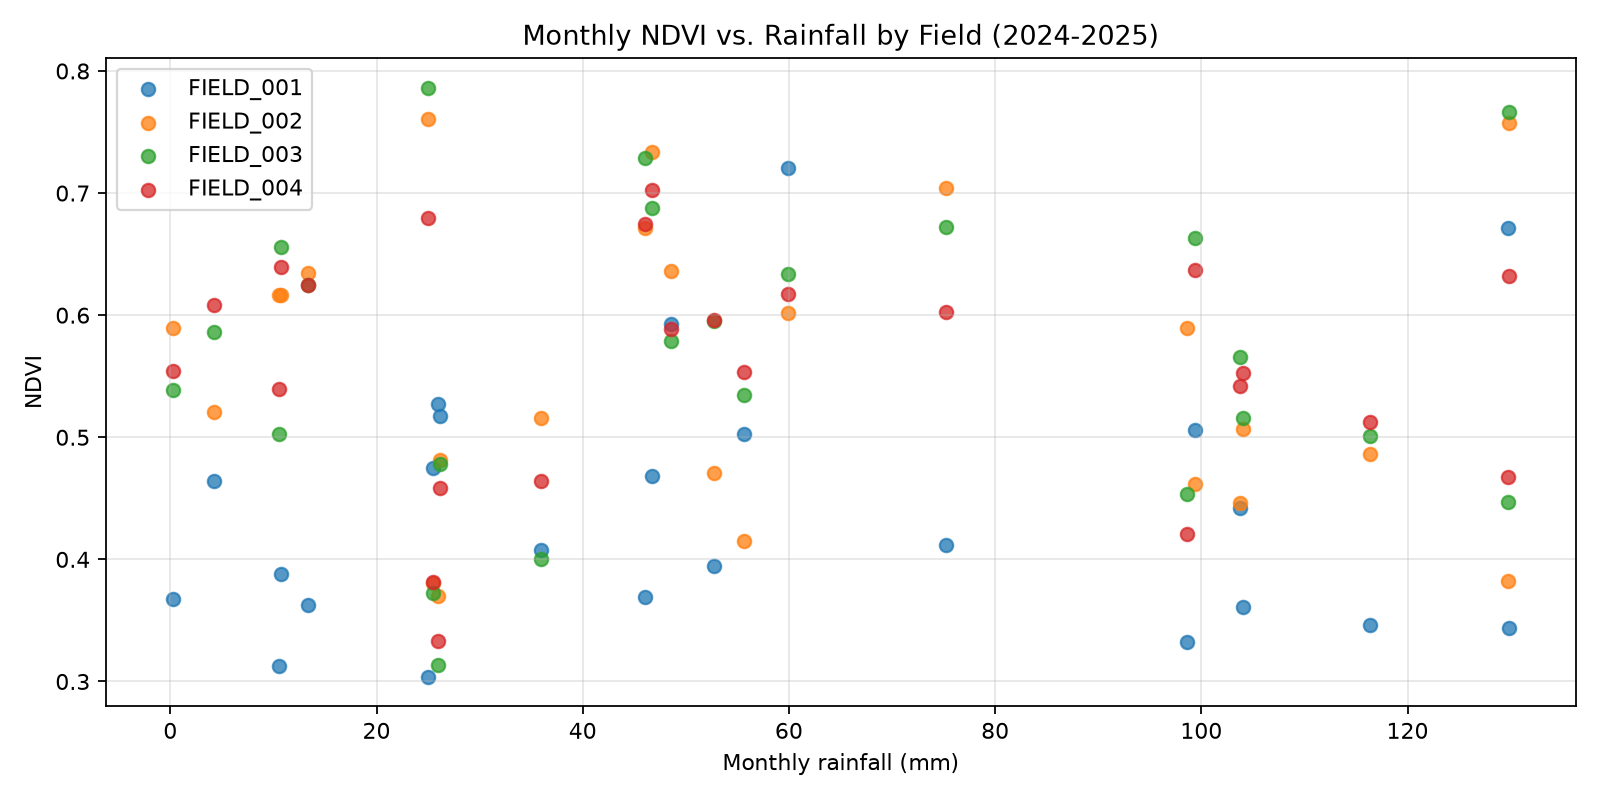 Monthly NDVI vs. Rainfall by Field (2024-2025)
FIELD_001
FIELD_002
FIELD_003
FIELD_004
NDVI
0.8
0.7
0.6
0.5
0.4
0.3
0 20 40 60 80 100 120
Monthly rainfall (mm)